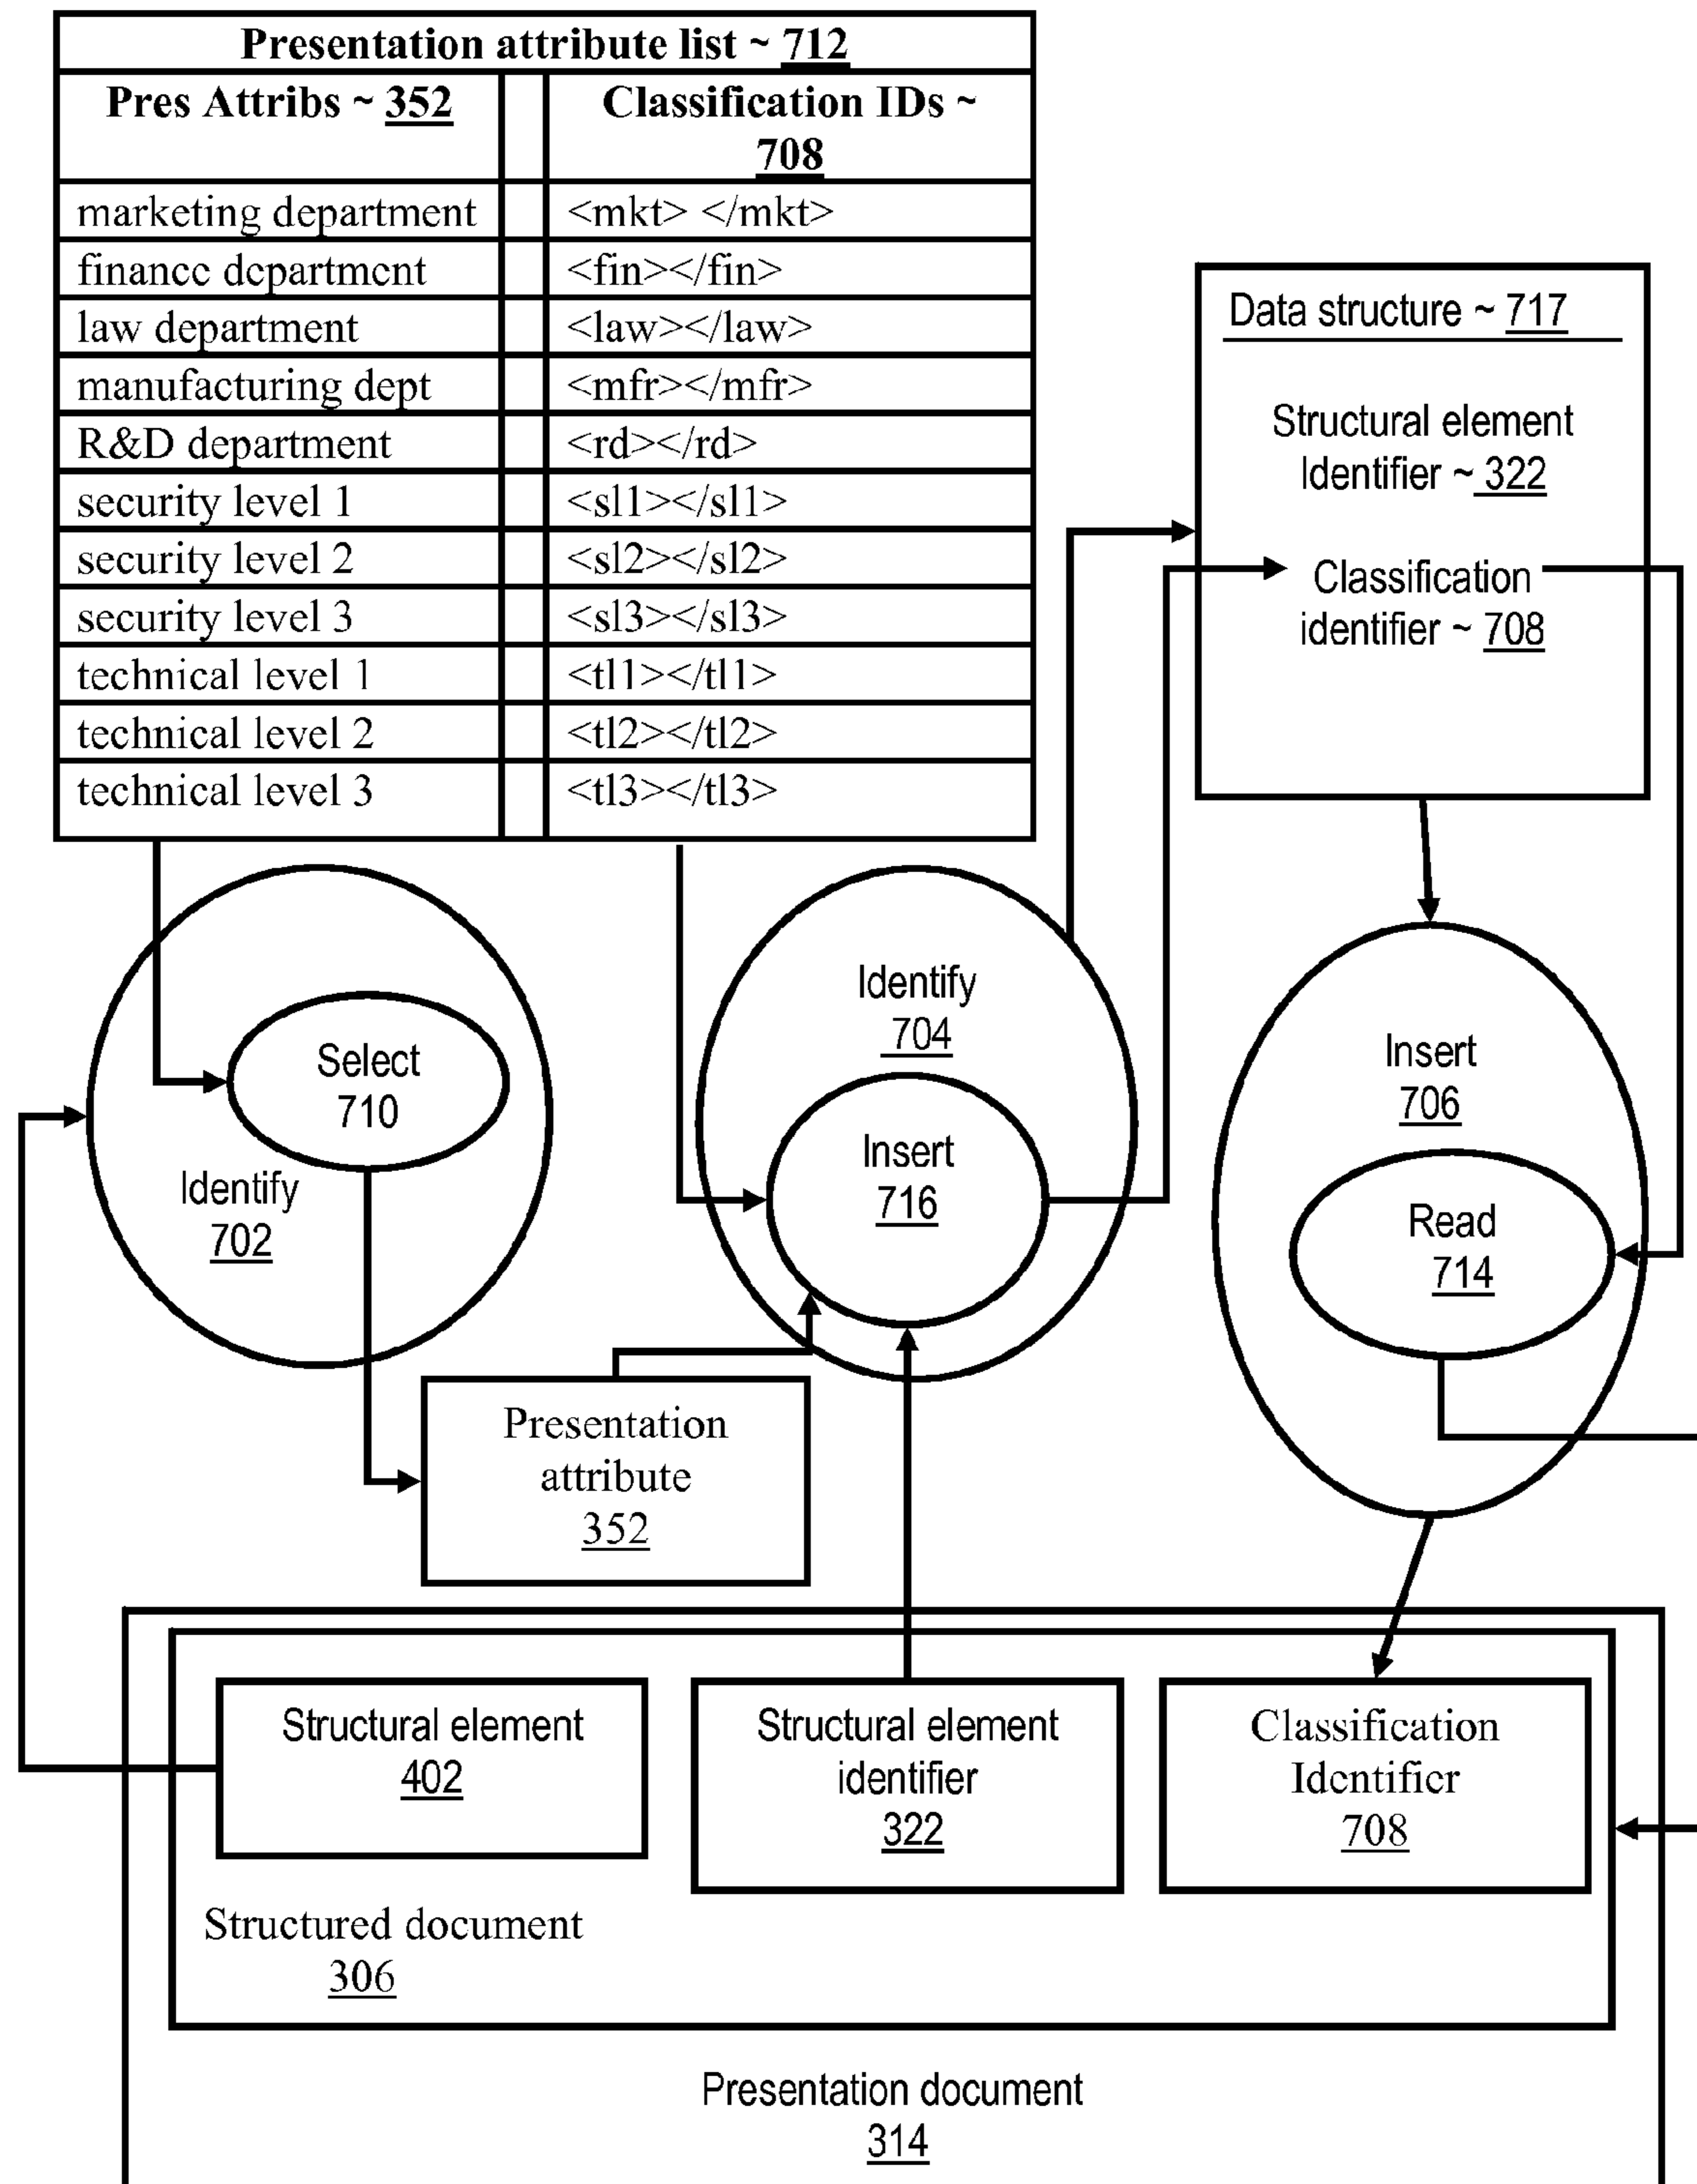 Presentation attribute list ~ 712
Pres Attribs ~ 352
Classification IDs ~
708
marketing department <mkt> </mkt>
finance department <fin></fin>
law department <law></law>
manufacturing dept <mfr></mfr>
R&D department <rd></rd>
security level 1 <sl1></sl1>
security level 2 <sl2></sl2>
security level 3 <sl3></sl3>
technical level 1 <tl1></tl1>
technical level 2 <tl2></tl2>
technical level 3 <tl3></tl3>
Data structure ~ 717
Structural element
Identifier ~ 322
Classification
identifier ~ 708
Select
710
Identify
702
Identify
704
Insert
716
Insert
706
Read
714
Presentation
attribute
352
Structural element
402
Structural element
identifier
322
Classification
Identifier
708
Structured document
306
Presentation document
314